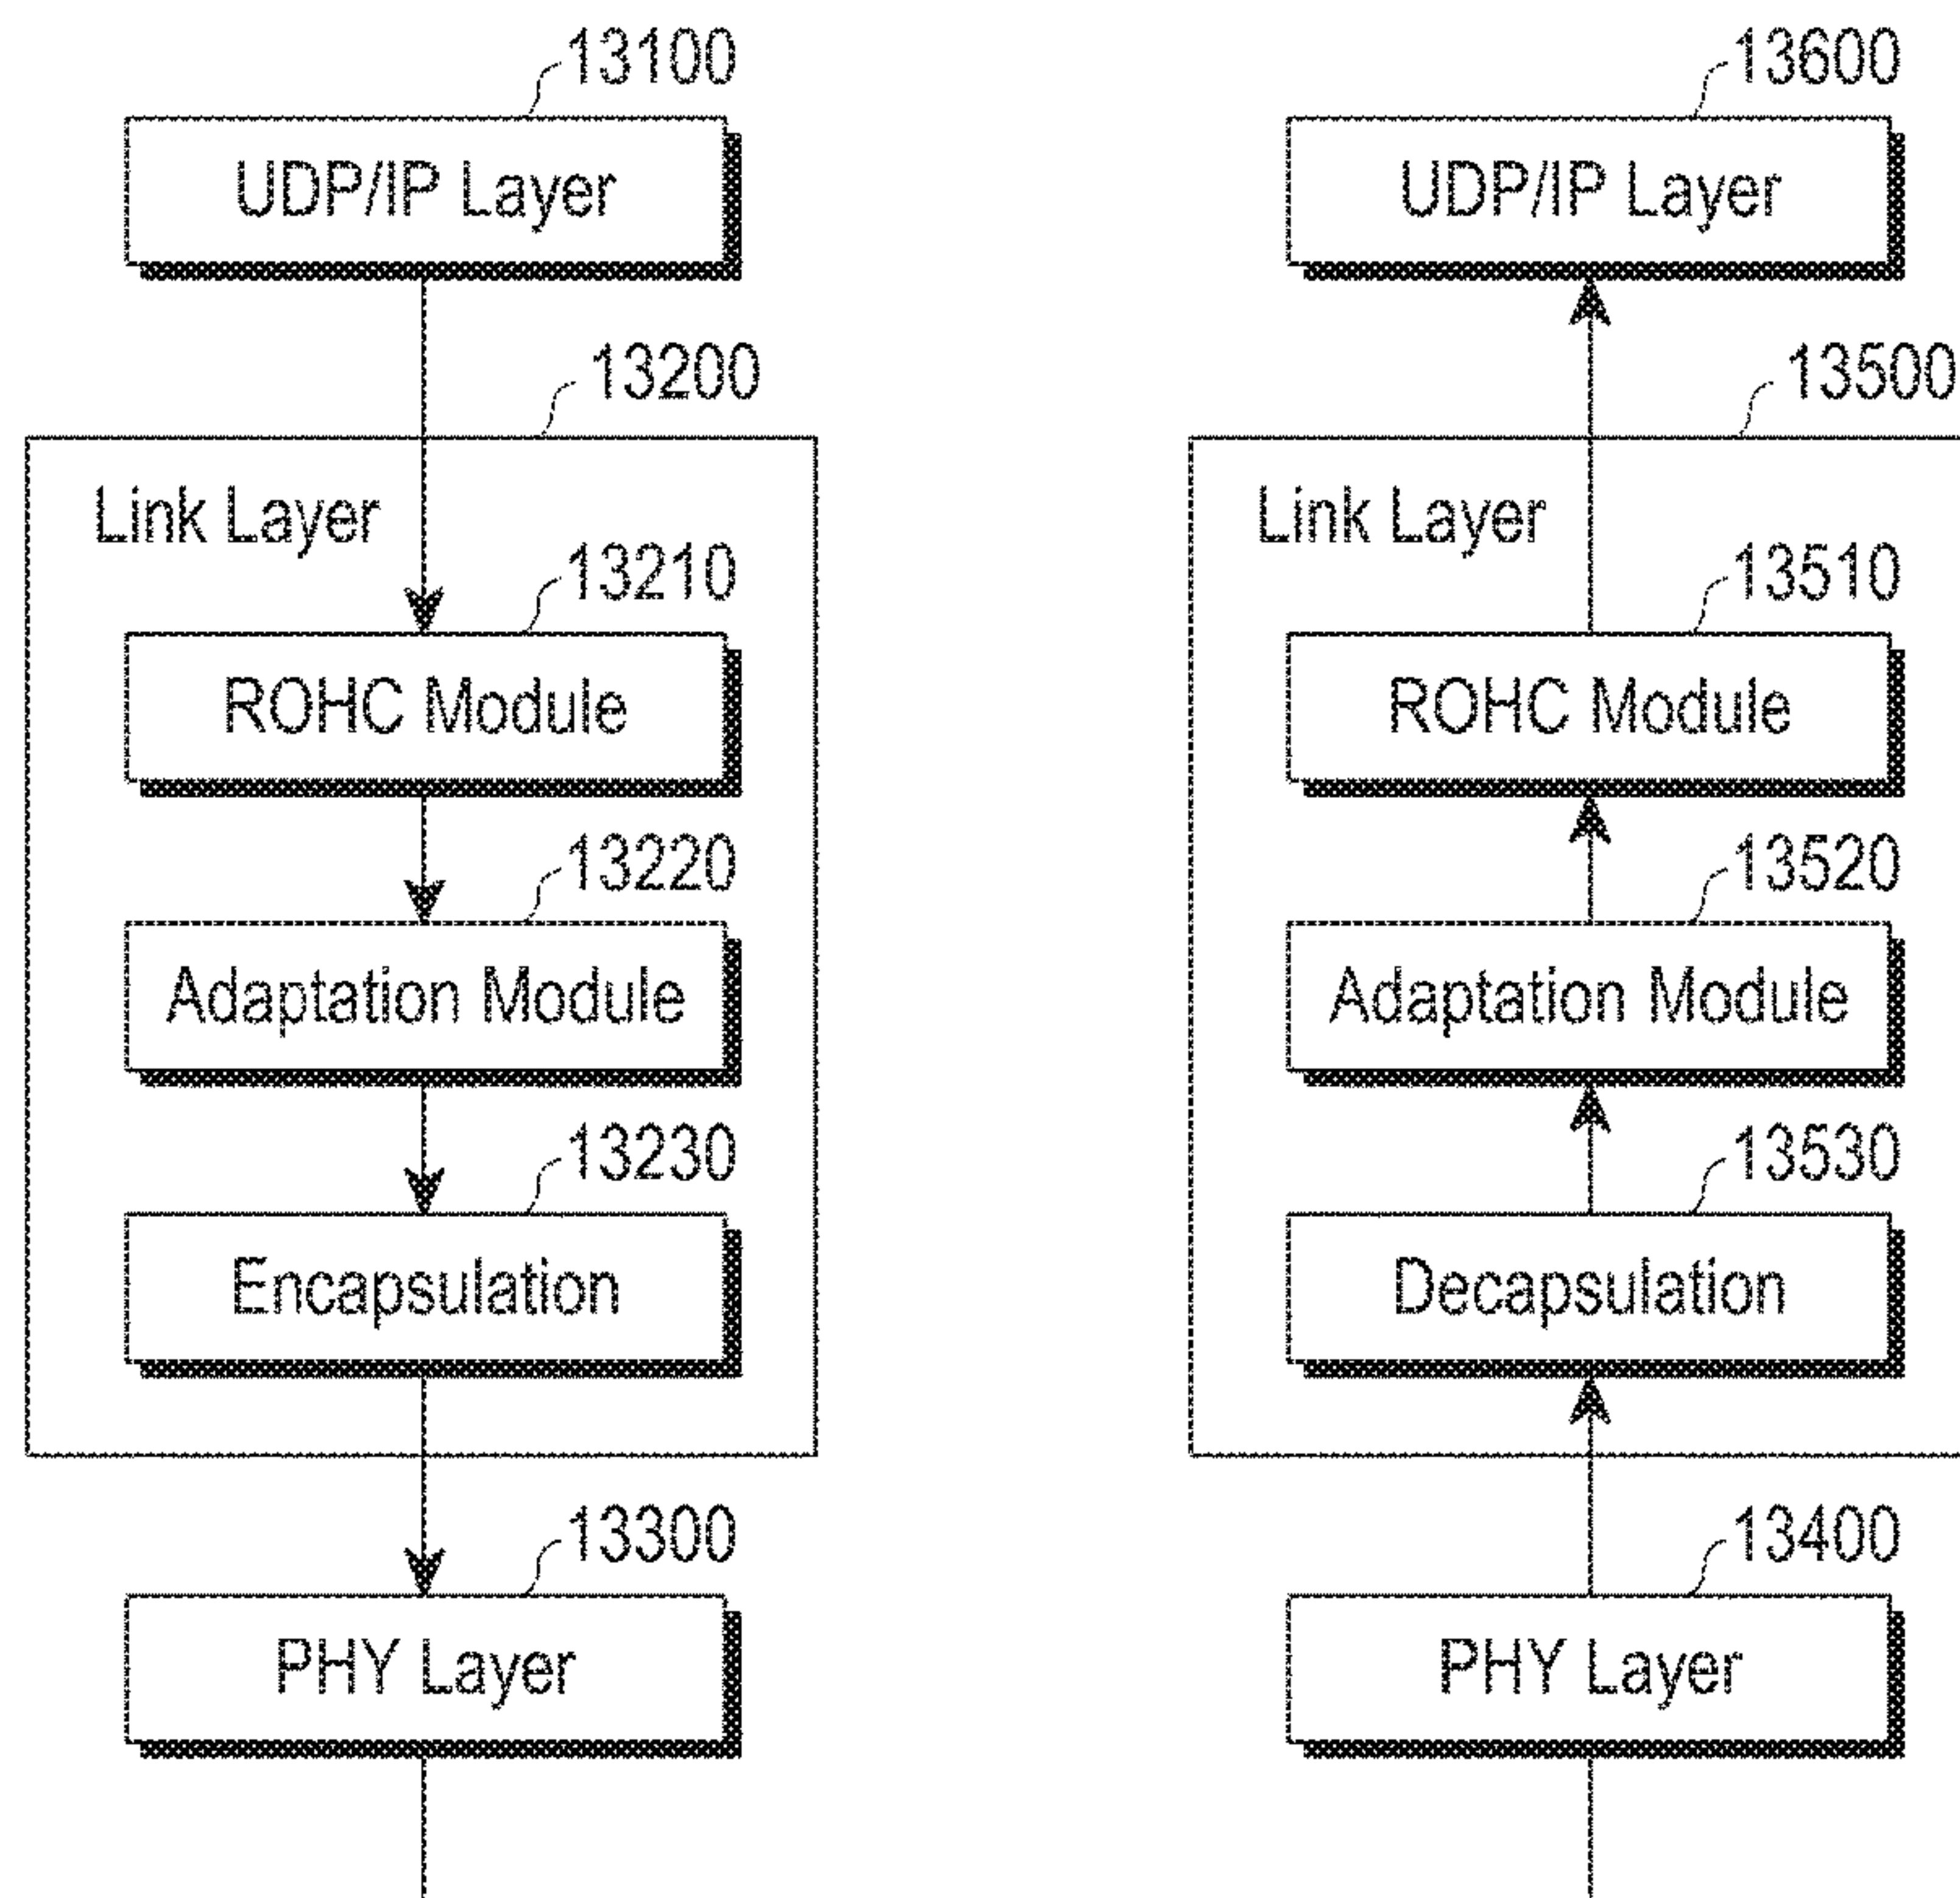 13100
UDP/IP Layer
13200
Link Layer
13210
ROHC Module
13220
Adaptation Module
13230
Encapsulation
13300
PHY Layer
13600
UDP/IP Layer
13500
Link Layer
13510
ROHC Module
13520
Adaptation Module
13530
Decapsulation
13400
PHY Layer